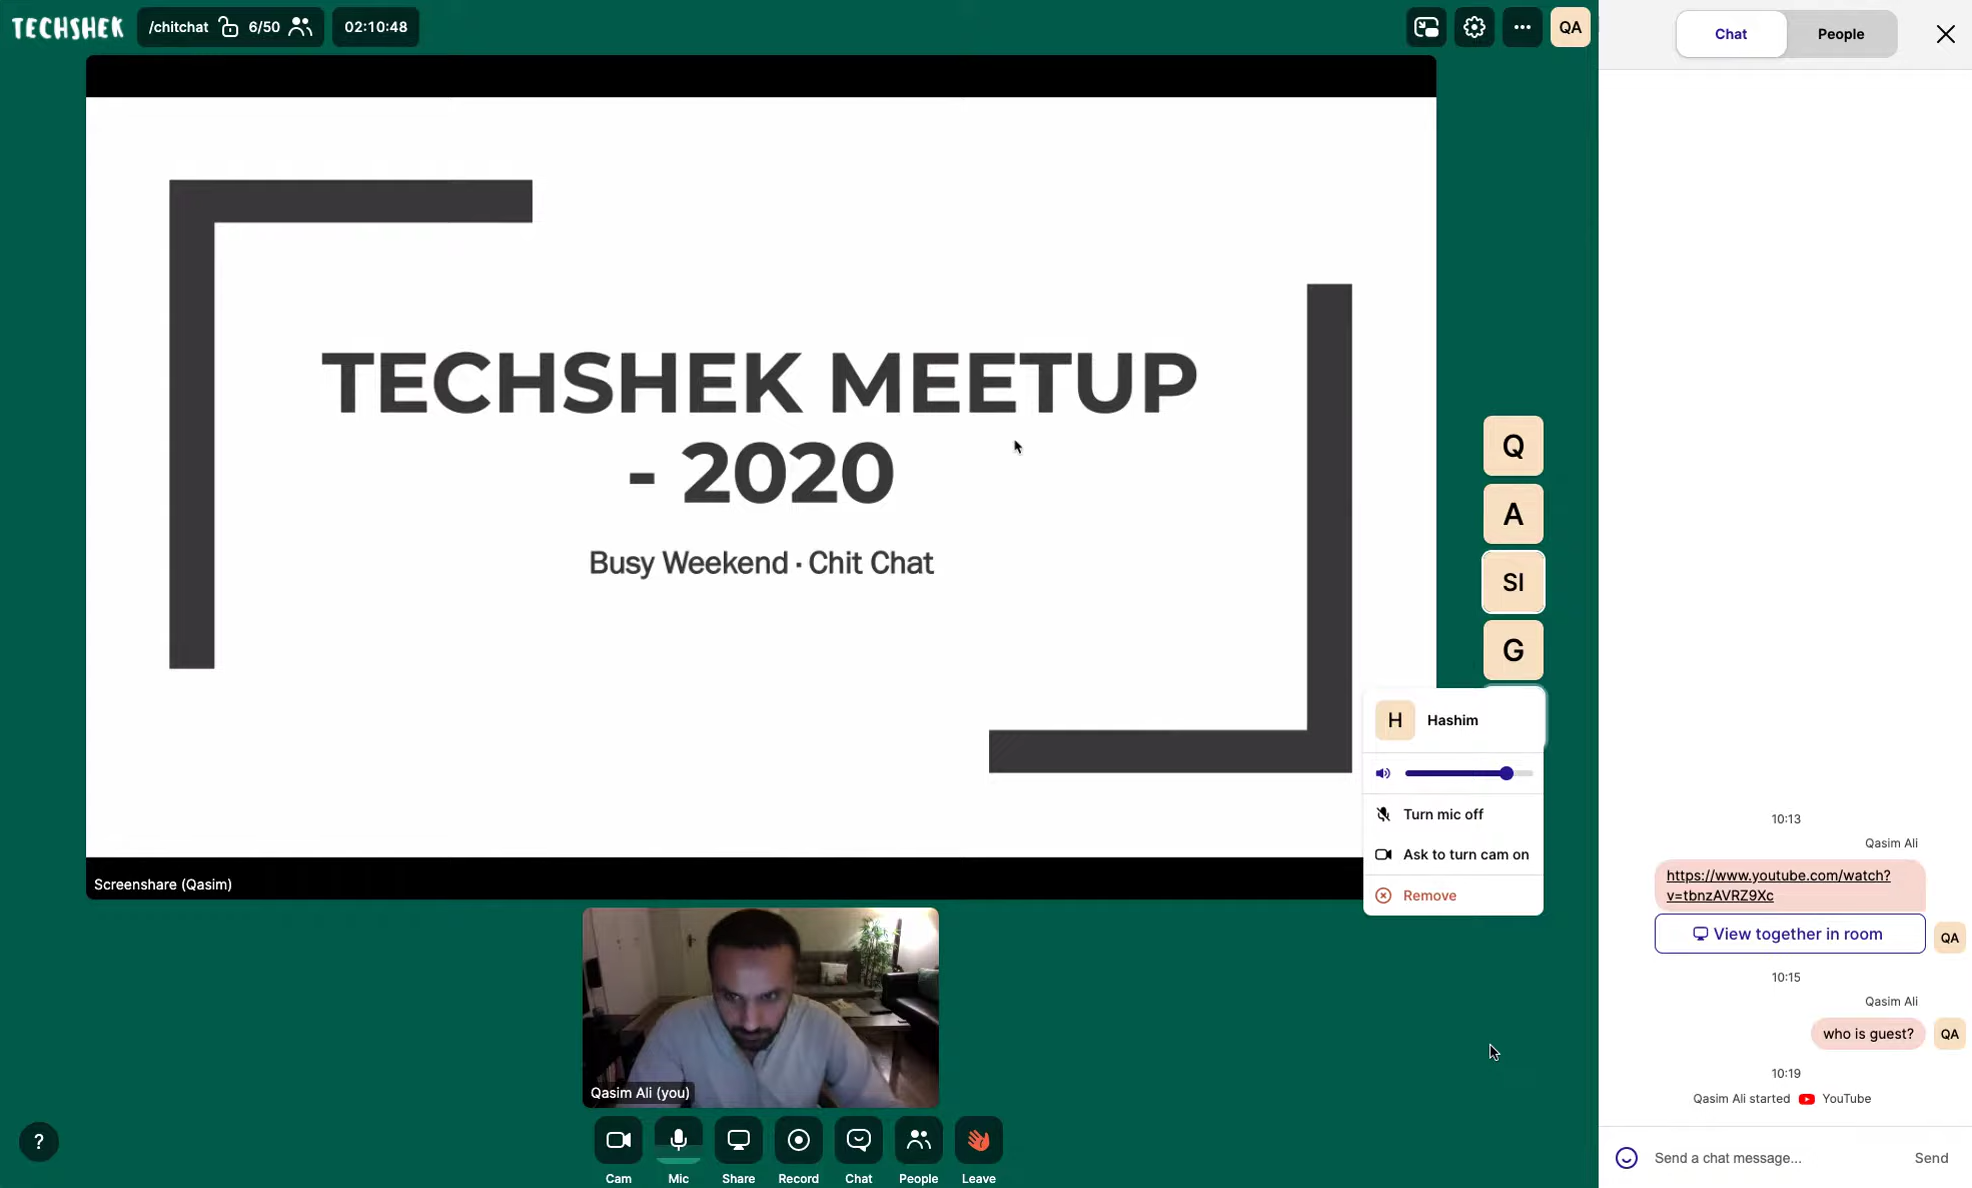 TECHSHEK
/chitchat 6/50
02:10:48
QA
Chat
People
TECHSHEK MEETUP
- 2020
Busy Weekend · Chit Chat
Screenshare (Qasim)
Q
A
SI
G
H
Hashim
Turn mic off
Ask to turn cam on
Remove
Qasim Ali (you)
?
Cam
Mic
Share
Record
Chat
People
Leave
10:13
Qasim Ali
https://www.youtube.com/watch?
v=tbnzAVRZ9Xc
View together in room
QA
10:15
Qasim Ali
who is guest?
QA
10:19
Qasim Ali started YouTube
Send a chat message...
Send